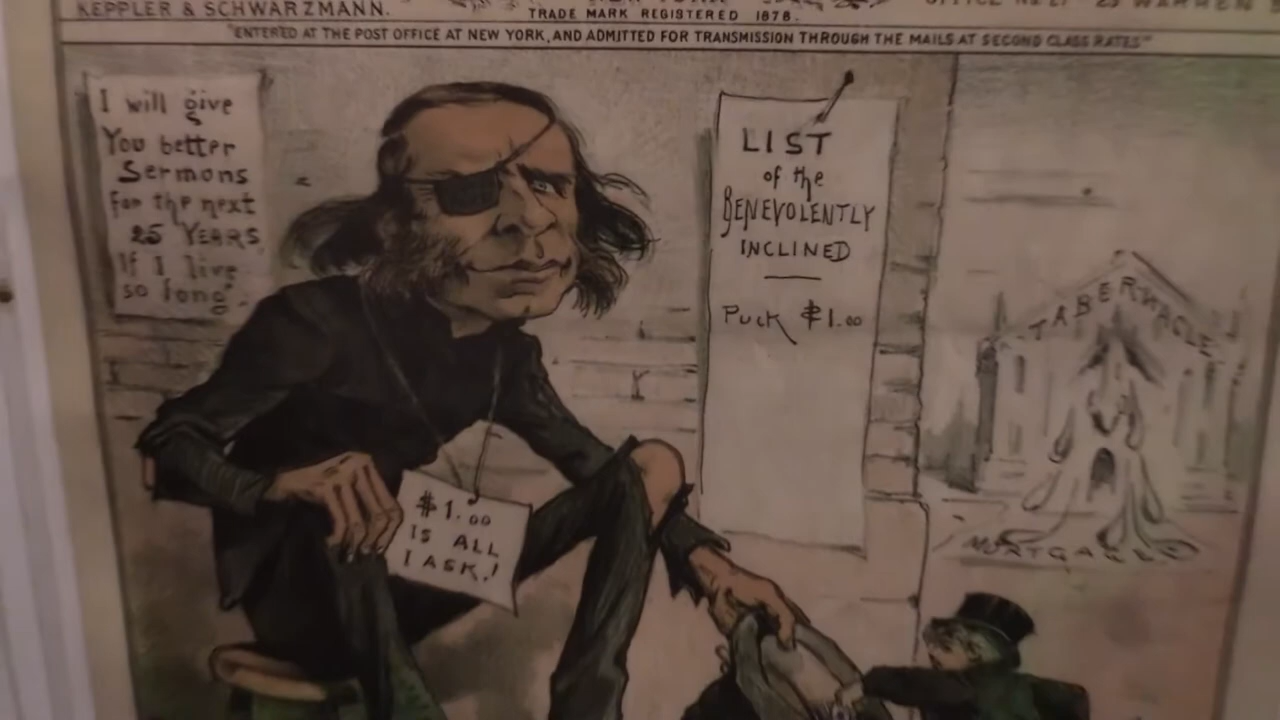 KEPPLER & SCHWARZMANN.
TRADE MARK REGISTERED 1878.
"ENTERED AT THE POST OFFICE AT NEW YORK, AND ADMITTED FOR TRANSMISSION THROUGH THE MAILS AT SECOND CLASS RATES"
I will give
You better
Sermons
for the next
25 YEARS
If I live
so long".
LIST
of the
BENEVOLENTLY
INCLINED
PUCK $1.00
TABERNACLE
$1.00
IS ALL
I ASK!